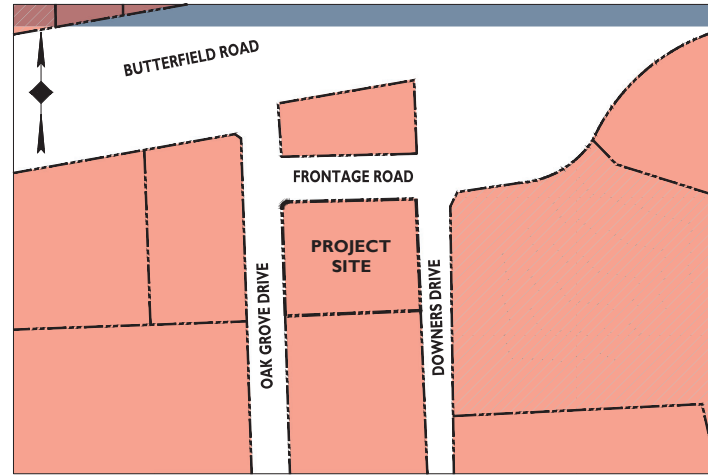 BUTTERFIELD ROAD
FRONTAGE ROAD
PROJECT
SITE
OAK GROVE DRIVE
DOWNERS DRIVE